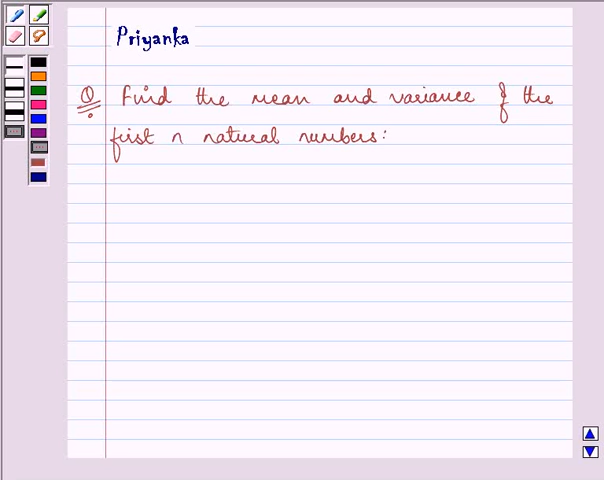 Priyanka
Q. Find the mean and variance of the
first n natural numbers: